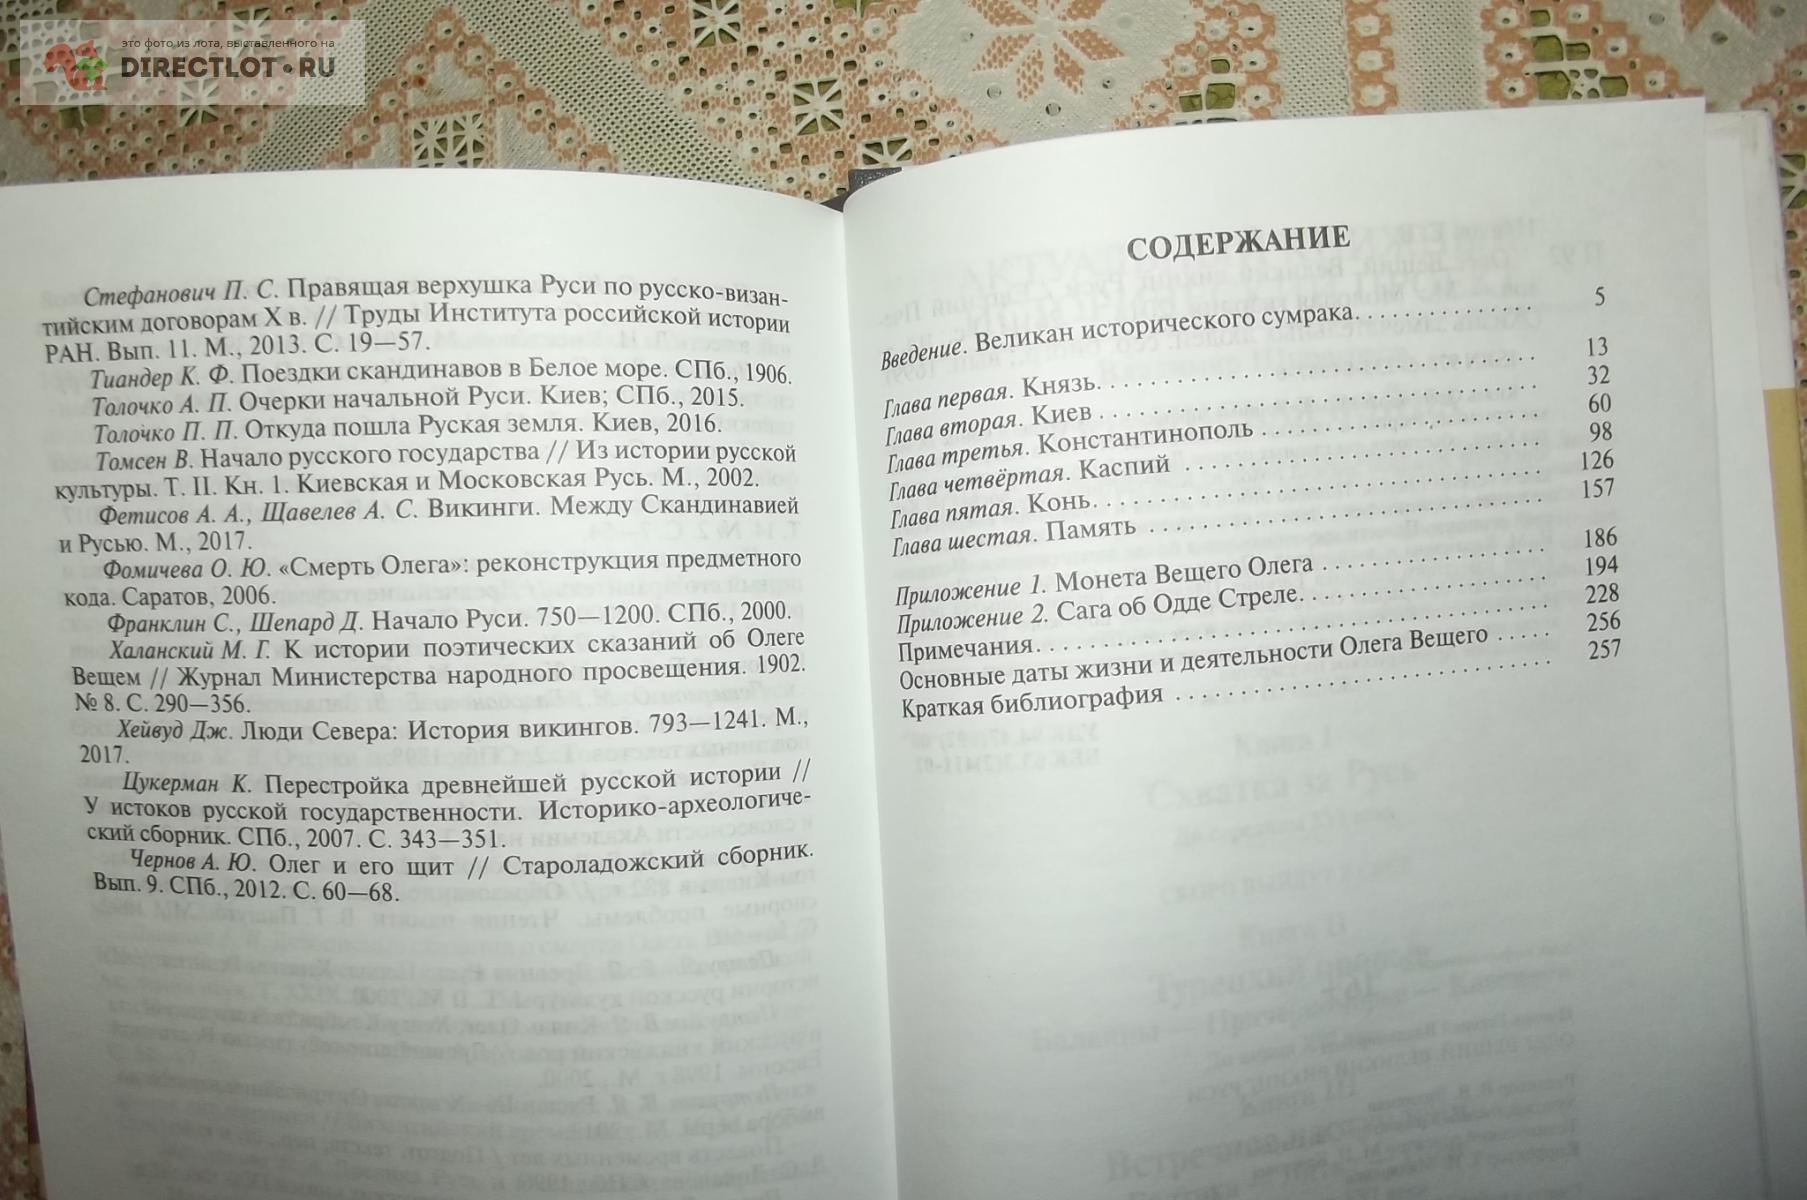 это фото из лота, выставленного на
DIRECTLOT.RU
Стефанович П. С. Правящая верхушка Руси по русско-визан-
тийским договорам X в. // Труды Института российской истории
РАН. Вып. 11. М., 2013. С. 19—57.
Тиандер К. Ф. Поездки скандинавов в Белое море. СПб., 1906.
Толочко А. П. Очерки начальной Руси. Киев; СПб., 2015.
Толочко П. П. Откуда пошла Руская земля. Киев, 2016.
Томсен В. Начало русского государства // Из истории русской
культуры. Т. II. Кн. 1. Киевская и Московская Русь. М., 2002.
Фетисов А. А., Щавелев А. С. Викинги. Между Скандинавией
и Русью. М., 2017.
Фомичева О. Ю. «Смерть Олега»: реконструкция предметного
кода. Саратов, 2006.
Франклин С., Шепард Д. Начало Руси. 750—1200. СПб., 2000.
Халанский М. Г. К истории поэтических сказаний об Олеге
Вещем // Журнал Министерства народного просвещения. 1902.
№ 8. С. 290—356.
Хейвуд Дж. Люди Севера: История викингов. 793—1241. М.,
2017.
Цукерман К. Перестройка древнейшей русской истории //
У истоков русской государственности. Историко-археологиче-
ский сборник. СПб., 2007. С. 343—351.
Чернов А. Ю. Олег и его щит // Староладожский сборник.
Вып. 9. СПб., 2012. С. 60—68.
СОДЕРЖАНИЕ
Введение. Великан исторического сумрака. . . . . . . . . . . . . . 5
Глава первая. Князь. . . . . . . . . . . . . . . . . . . . . . . . . . . . . . . 13
Глава вторая. Киев . . . . . . . . . . . . . . . . . . . . . . . . . . . . . . . 32
Глава третья. Константинополь . . . . . . . . . . . . . . . . . . . . 60
Глава четвёртая. Каспий . . . . . . . . . . . . . . . . . . . . . . . . . 98
Глава пятая. Конь. . . . . . . . . . . . . . . . . . . . . . . . . . . . . . . 126
Глава шестая. Память . . . . . . . . . . . . . . . . . . . . . . . . . . . 157
Приложение 1. Монета Вещего Олега . . . . . . . . . . . . . . . . 186
Приложение 2. Сага об Одде Стреле. . . . . . . . . . . . . . . . . . 194
Примечания. . . . . . . . . . . . . . . . . . . . . . . . . . . . . . . . . . . 228
Основные даты жизни и деятельности Олега Вещего . . . . . 256
Краткая библиография . . . . . . . . . . . . . . . . . . . . . . . . . . 257